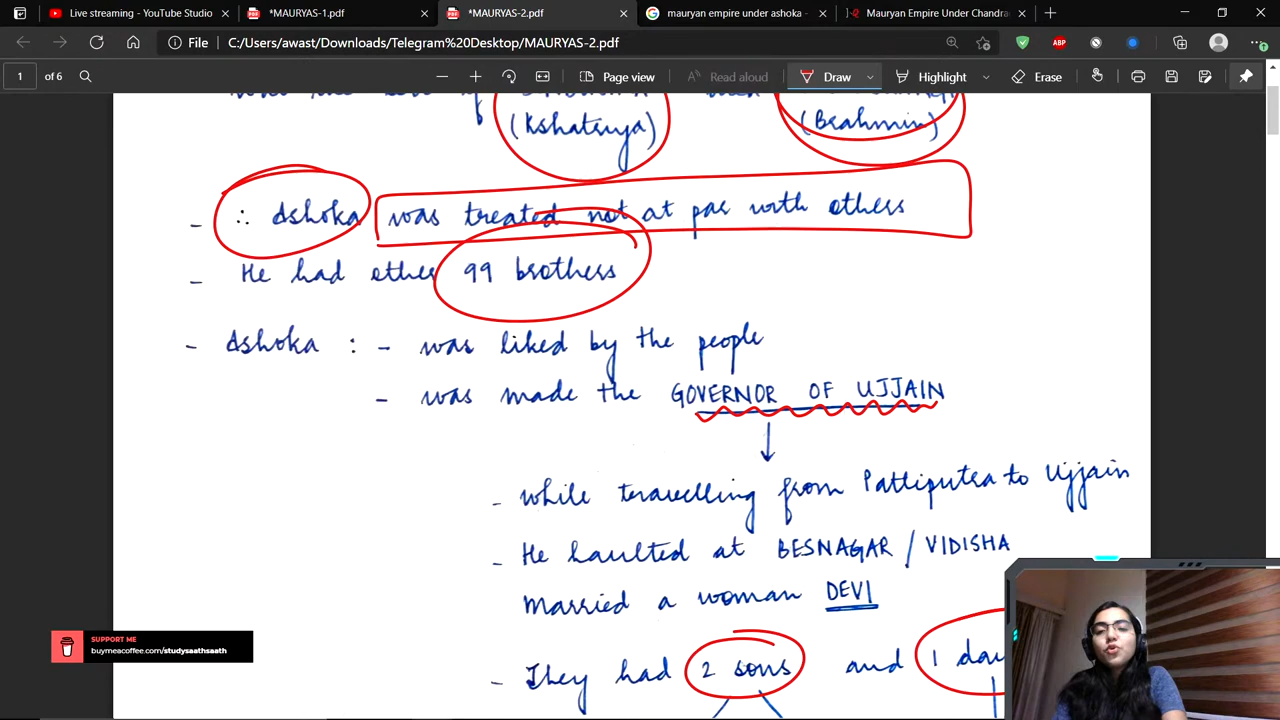 Live streaming - YouTube Studio
*MAURYAS-1.pdf
*MAURYAS-2.pdf
mauryan empire under ashoka -
Mauryan Empire Under Chandra
File
C:/Users/awast/Downloads/Telegram%20Desktop/MAURYAS-2.pdf
ABP
1 of 6
Page view
Read aloud
Draw
Highlight
Erase
(Kshatriya)
(Brahmin)
- ∴ Ashoka was treated not at par with others
- He had other 99 brothers
- Ashoka : - was liked by the people
- was made the GOVERNOR OF UJJAIN
- while travelling from Patliputra to Ujjain
- He haulted at BESNAGAR / VIDISHA
Married a woman DEVI
- They had 2 sons and 1
SUPPORT ME
buymeacoffee.com/studysaathsaath